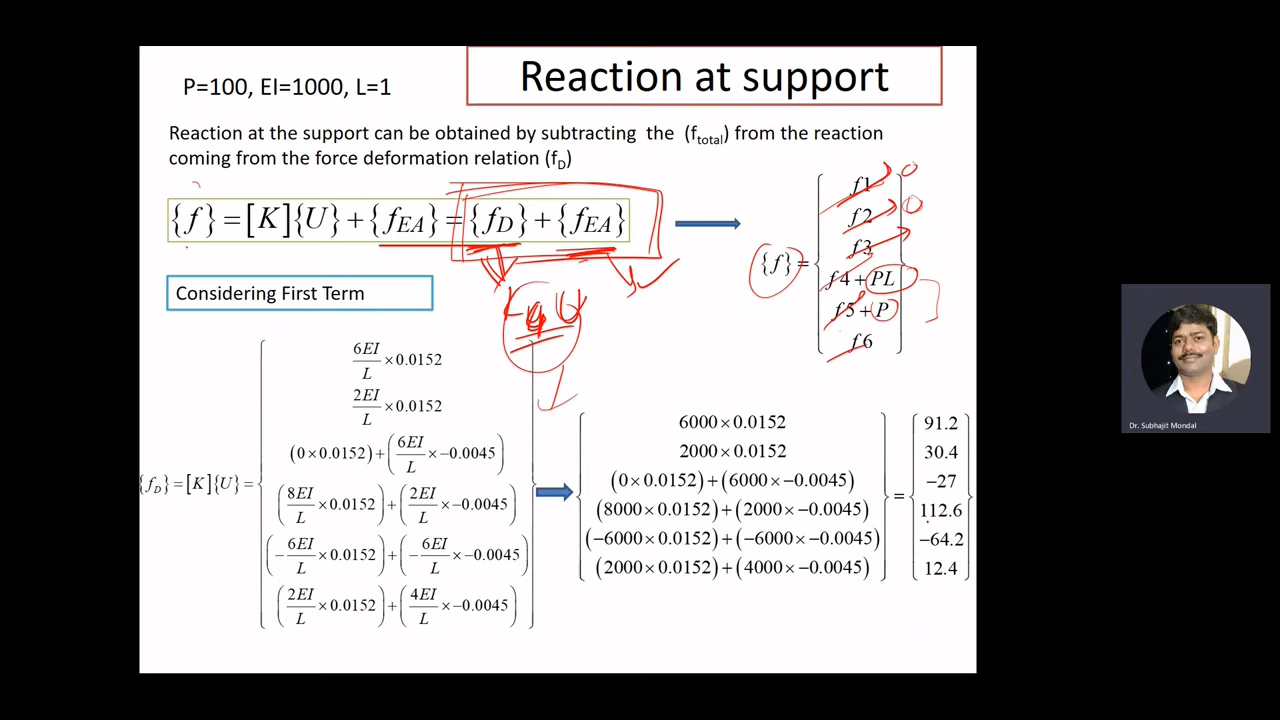 P=100, EI=1000, L=1
Reaction at support
Reaction at the support can be obtained by subtracting the (f_total) from the reaction
coming from the force deformation relation (f_D)
{f} = [K]{U} + {f_EA} = {f_D} + {f_EA}
{f} = { f1
f2
f3
f4 + PL
f5 + P
f6 }
0
0
Considering First Term
{f_D} = [K]{U} = { 6EI/L × 0.0152
2EI/L × 0.0152
(0 × 0.0152) + (6EI/L × −0.0045)
(8EI/L × 0.0152) + (2EI/L × −0.0045)
(−6EI/L × 0.0152) + (−6EI/L × −0.0045)
(2EI/L × 0.0152) + (4EI/L × −0.0045) }
{ 6000 × 0.0152
2000 × 0.0152
(0 × 0.0152) + (6000 × −0.0045)
(8000 × 0.0152) + (2000 × −0.0045)
(−6000 × 0.0152) + (−6000 × −0.0045)
(2000 × 0.0152) + (4000 × −0.0045) }
= { 91.2
30.4
−27
112.6
−64.2
12.4 }
Dr. Subhajit Mondal